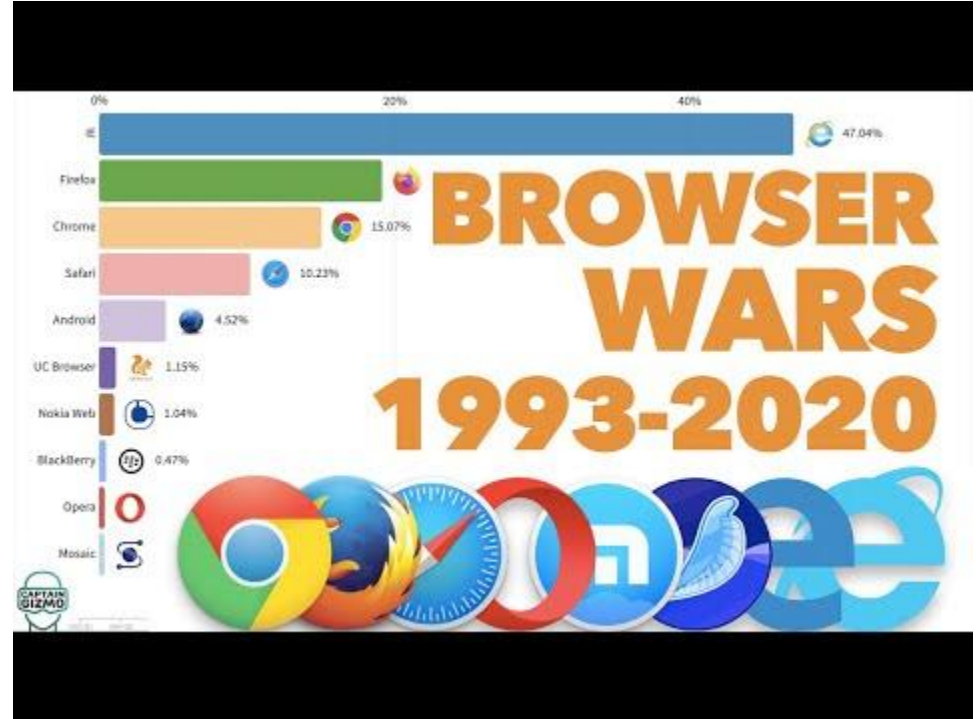 0% 20% 40%
IE 47.04%
Firefox
Chrome 15.07%
Safari 10.23%
Android 4.52%
UC Browser 1.15%
Nokia Web 1.04%
BlackBerry 0.47%
Opera
Mosaic
BROWSER
WARS
1993-2020
CAPTAIN
GIZMO